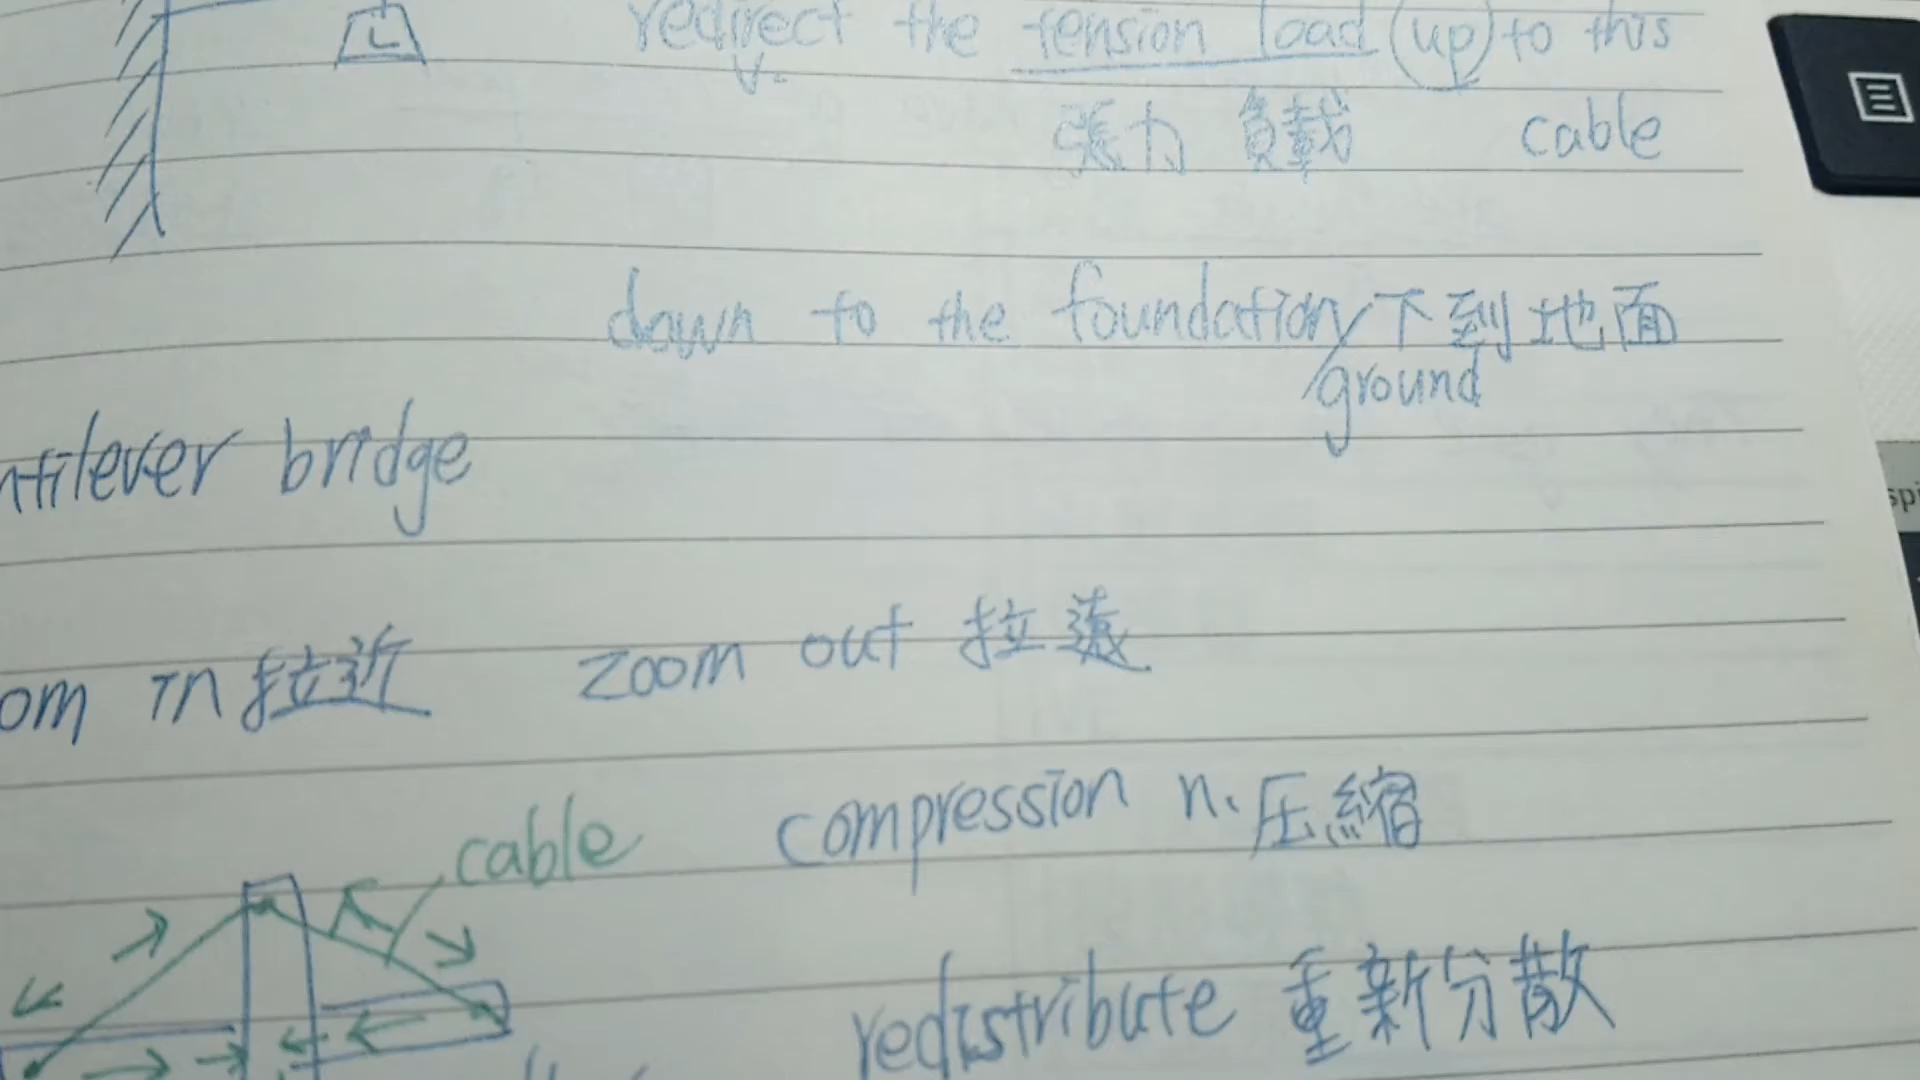 L
redirect the tension load up to this
v.
張力 負載 cable
down to the foundation/下到地面
/ground
ntilever bridge
om in 拉近 zoom out 拉遠
cable
compression n. 压縮
redistribute 重新分散
spi